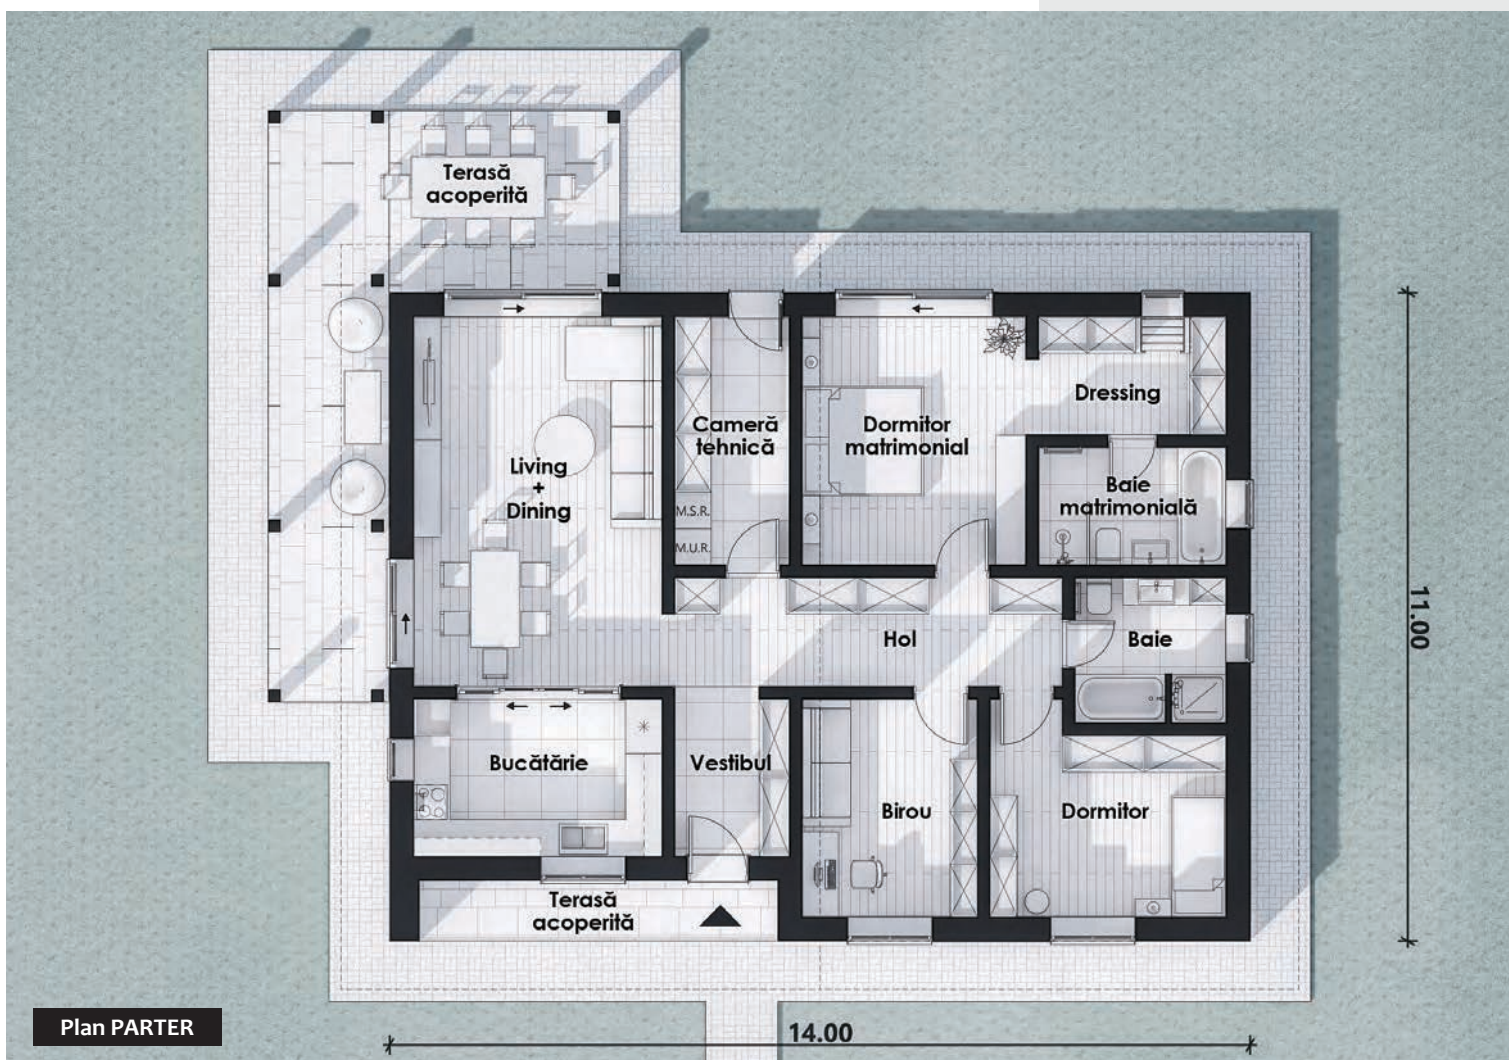 Terasă
acoperită
Living
+
Dining
Cameră
tehnică
M.S.R.
M.U.R.
Dormitor
matrimonial
Dressing
Baie
matrimonială
Hol
Baie
Bucătărie
Vestibul
Birou
Dormitor
Terasă
acoperită
11.00
Plan PARTER
14.00